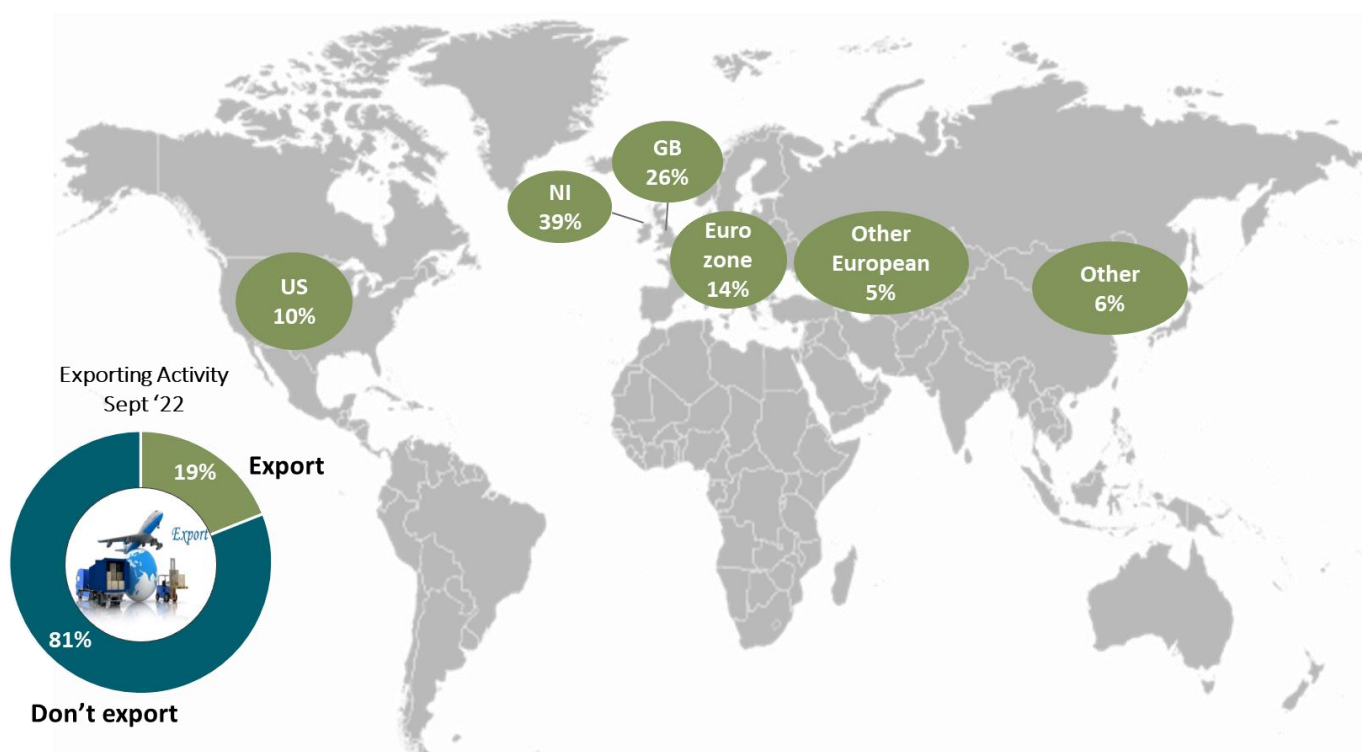 GB
26%
NI
39%
Euro
zone
14%
Other
European
5%
Other
6%
US
10%
Exporting Activity
Sept ‘22
19%
Export
Export
81%
Don’t export